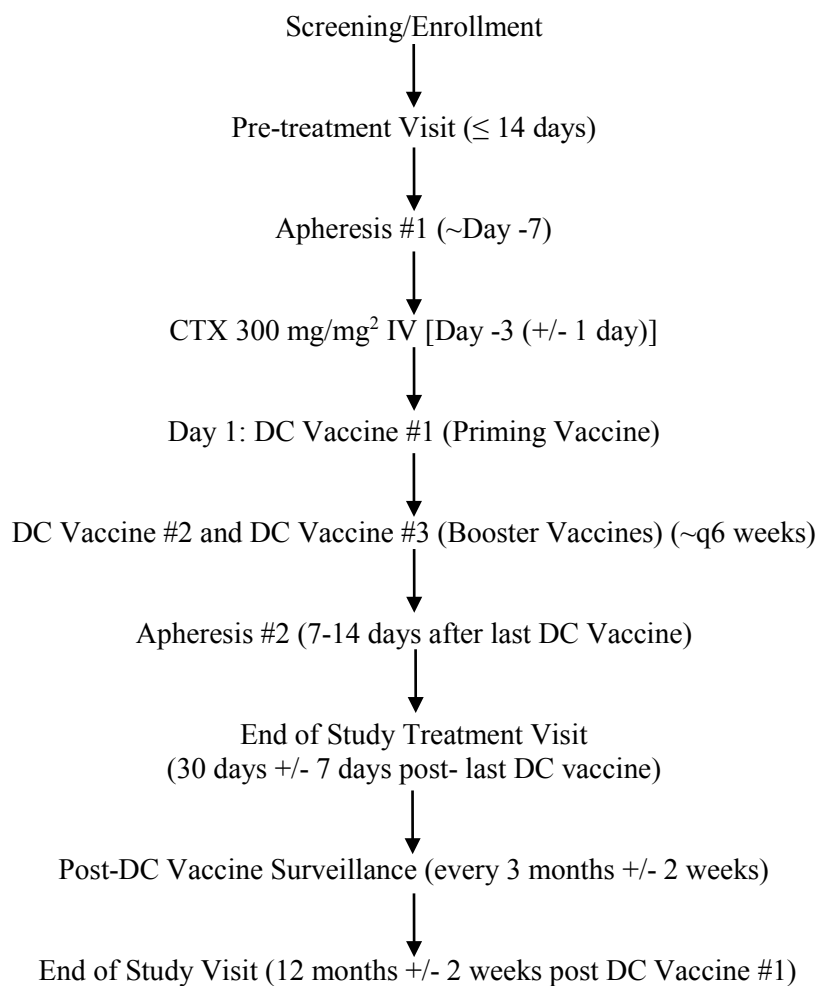 Screening/Enrollment
Pre-treatment Visit (≤ 14 days)
Apheresis #1 (~Day -7)
CTX 300 mg/mg² IV [Day -3 (+/- 1 day)]
Day 1: DC Vaccine #1 (Priming Vaccine)
DC Vaccine #2 and DC Vaccine #3 (Booster Vaccines) (~q6 weeks)
Apheresis #2 (7-14 days after last DC Vaccine)
End of Study Treatment Visit
(30 days +/- 7 days post- last DC vaccine)
Post-DC Vaccine Surveillance (every 3 months +/- 2 weeks)
End of Study Visit (12 months +/- 2 weeks post DC Vaccine #1)